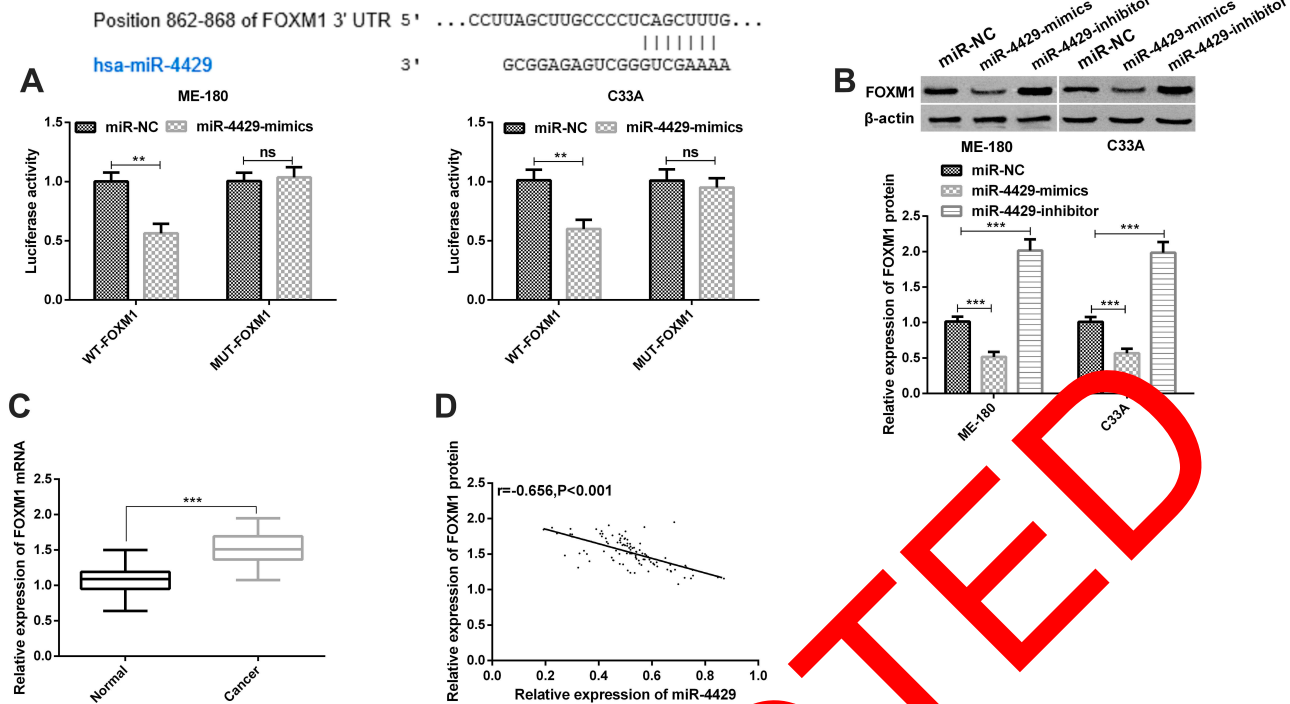 Position 862-868 of FOXM1 3' UTR 5' ...CCUUAGCUUGCCCCUCAGCUUUG...
hsa-miR-4429 3' GCGGAGAGUCGGGUCGAAAA
A
ME-180
miR-NC miR-4429-mimics
Luciferase activity
1.5
1.0
0.5
0.0
**
ns
WT-FOXM1
MUT-FOXM1
C33A
miR-NC miR-4429-mimics
Luciferase activity
1.5
1.0
0.5
0.0
**
ns
WT-FOXM1
MUT-FOXM1
B
miR-NC
miR-4429-mimics
miR-4429-inhibitor
miR-NC
miR-4429-mimics
miR-4429-inhibitor
FOXM1
β-actin
ME-180 C33A
miR-NC
miR-4429-mimics
miR-4429-inhibitor
Relative expression of FOXM1 protein
2.5
2.0
1.5
1.0
0.5
0.0
***
***
***
***
ME-180
C33A
C
Relative expression of FOXM1 mRNA
2.5
2.0
1.5
1.0
0.5
0.0
***
Normal
Cancer
D
Relative expression of FOXM1 protein
2.5
2.0
1.5
1.0
0.5
0.0
r=-0.656,P<0.001
0.0 0.2 0.4 0.6 0.8 1.0
Relative expression of miR-4429
TED